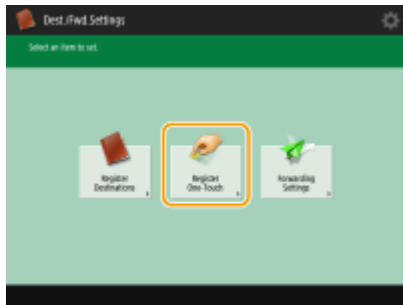 Dest./Fwd. Settings
Select an item to set.
Register
Destinations
Register
One-Touch
Forwarding
Settings